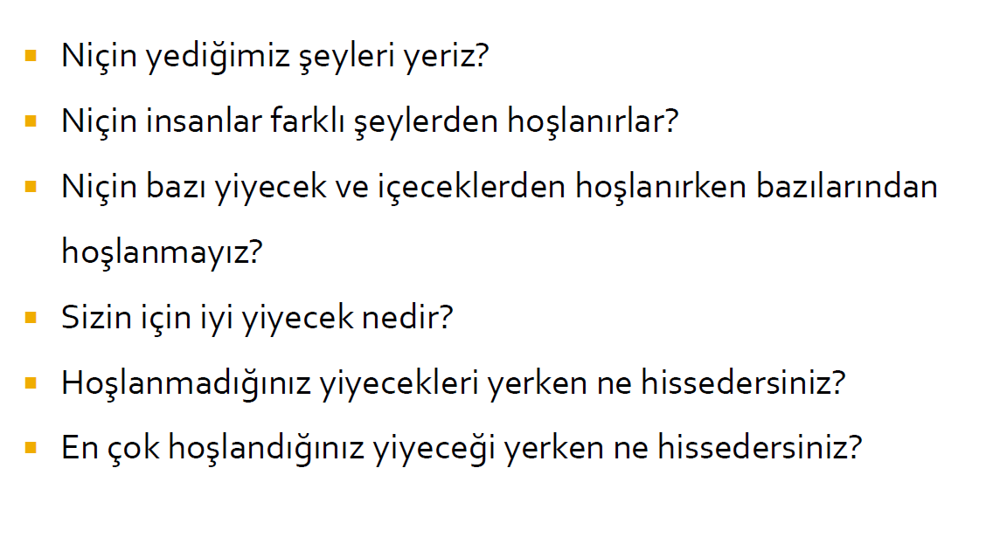 Niçin yediğimiz şeyleri yeriz?
Niçin insanlar farklı şeylerden hoşlanırlar?
Niçin bazı yiyecek ve içeceklerden hoşlanırken bazılarından
hoşlanmayız?
Sizin için iyi yiyecek nedir?
Hoşlanmadığınız yiyecekleri yerken ne hissedersiniz?
En çok hoşlandığınız yiyeceği yerken ne hissedersiniz?